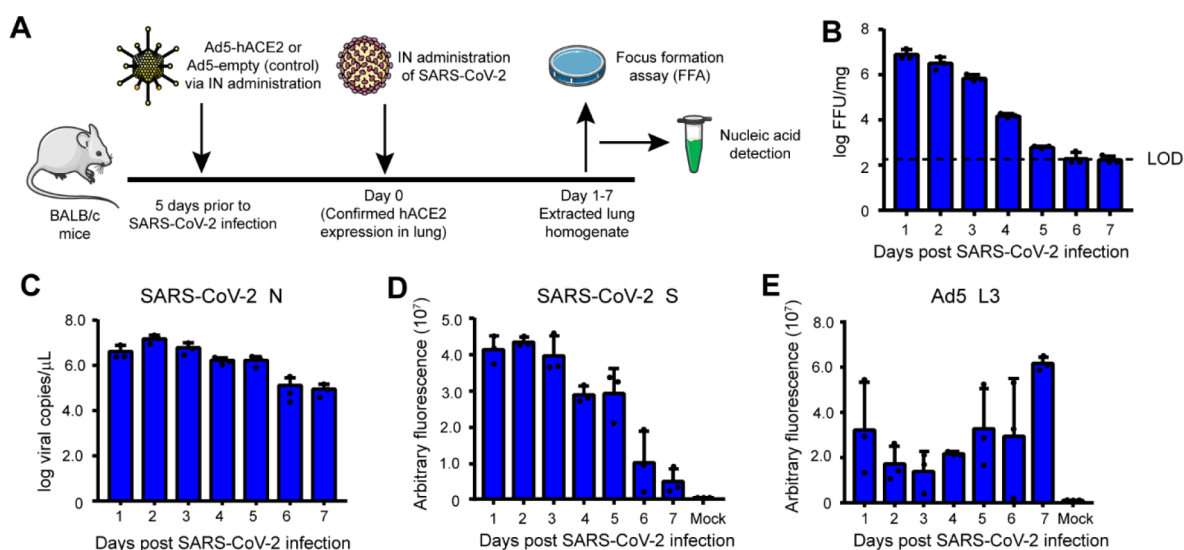 A
Ad5-hACE2 or
Ad5-empty (control)
via IN administration
IN administration
of SARS-CoV-2
Focus formation
assay (FFA)
Nucleic acid
detection
BALB/c
mice
5 days prior to
SARS-CoV-2 infection
Day 0
(Confirmed hACE2
expression in lung)
Day 1-7
Extracted lung
homogenate
B
log FFU/mg
8
6
4
2
0
LOD
1 2 3 4 5 6 7
Days post SARS-CoV-2 infection
C
SARS-CoV-2 N
log viral copies/µL
8.0
6.0
4.0
2.0
0
1 2 3 4 5 6 7
Days post SARS-CoV-2 infection
D
SARS-CoV-2 S
Arbitrary fluorescence (10⁷)
5.0
4.0
3.0
2.0
1.0
0
1 2 3 4 5 6 7 Mock
Days post SARS-CoV-2 infection
E
Ad5 L3
Arbitrary fluorescence (10⁷)
8.0
6.0
4.0
2.0
0
1 2 3 4 5 6 7 Mock
Days post SARS-CoV-2 infection